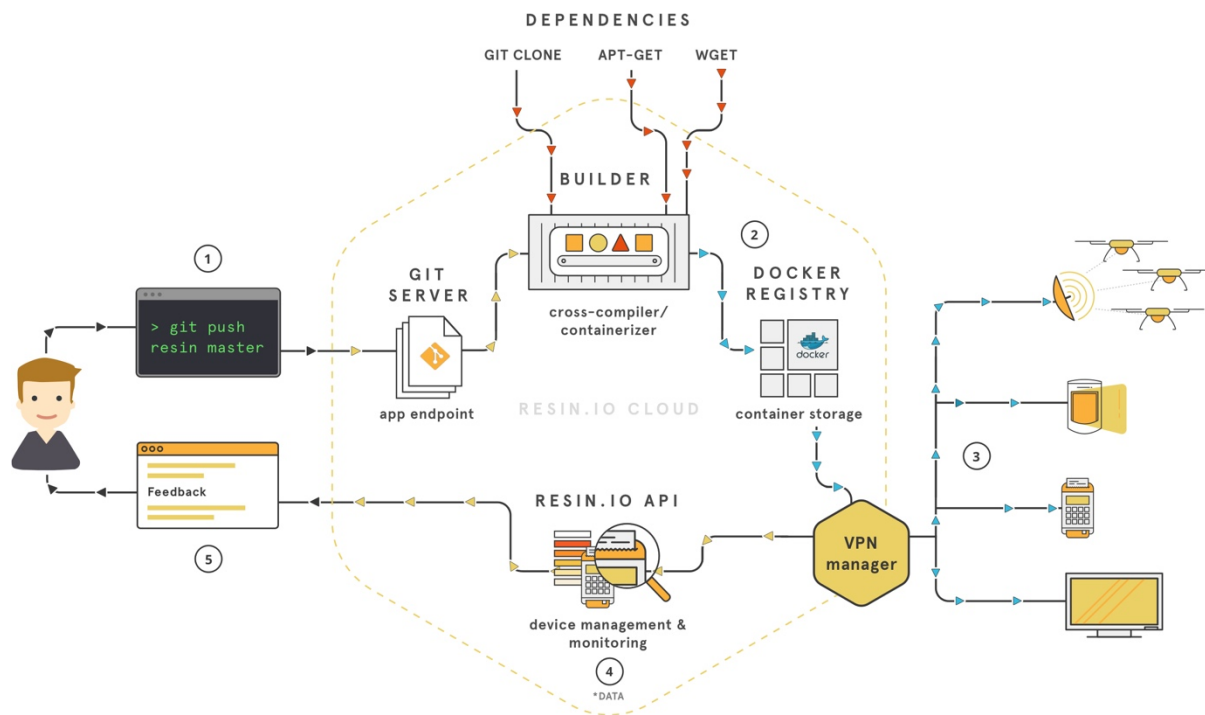 DEPENDENCIES
GIT CLONE
APT-GET
WGET
BUILDER
1
2
GIT
SERVER
DOCKER
REGISTRY
> git push
resin master
cross-compiler/
containerizer
docker
app endpoint
RESIN.IO CLOUD
container storage
3
Feedback
RESIN.IO API
VPN
manager
5
device management &
monitoring
4
*DATA